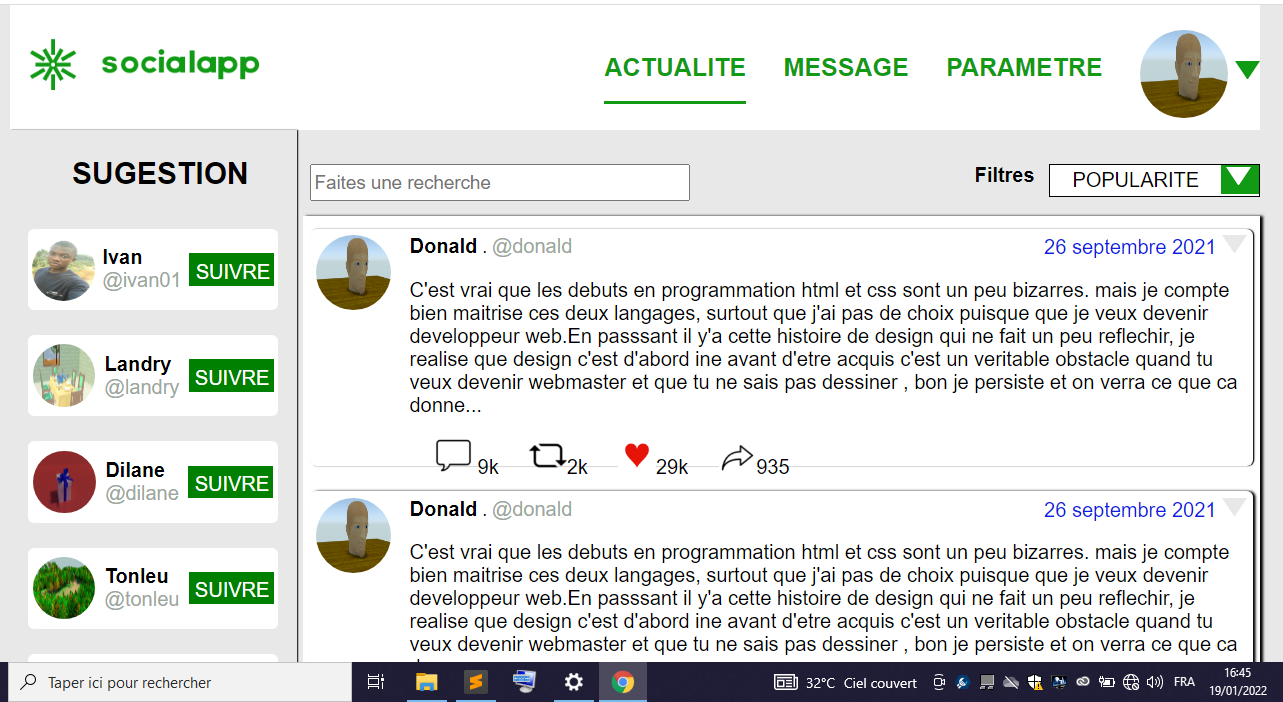 socialapp
ACTUALITE
MESSAGE
PARAMETRE
SUGESTION
Ivan
@ivan01
SUIVRE
Landry
@landry
SUIVRE
Dilane
@dilane
SUIVRE
Tonleu
@tonleu
SUIVRE
Faites une recherche
Filtres
POPULARITE
Donald . @donald
26 septembre 2021
C'est vrai que les debuts en programmation html et css sont un peu bizarres. mais je compte
bien maitrise ces deux langages, surtout que j'ai pas de choix puisque que je veux devenir
developpeur web.En passsant il y'a cette histoire de design qui ne fait un peu reflechir, je
realise que design c'est d'abord ine avant d'etre acquis c'est un veritable obstacle quand tu
veux devenir webmaster et que tu ne sais pas dessiner , bon je persiste et on verra ce que ca
donne...
9k
2k
29k
935
Donald . @donald
26 septembre 2021
C'est vrai que les debuts en programmation html et css sont un peu bizarres. mais je compte
bien maitrise ces deux langages, surtout que j'ai pas de choix puisque que je veux devenir
developpeur web.En passsant il y'a cette histoire de design qui ne fait un peu reflechir, je
realise que design c'est d'abord ine avant d'etre acquis c'est un veritable obstacle quand tu
veux devenir webmaster et que tu ne sais pas dessiner , bon je persiste et on verra ce que ca
Taper ici pour rechercher
32°C Ciel couvert
FRA
16:45
19/01/2022